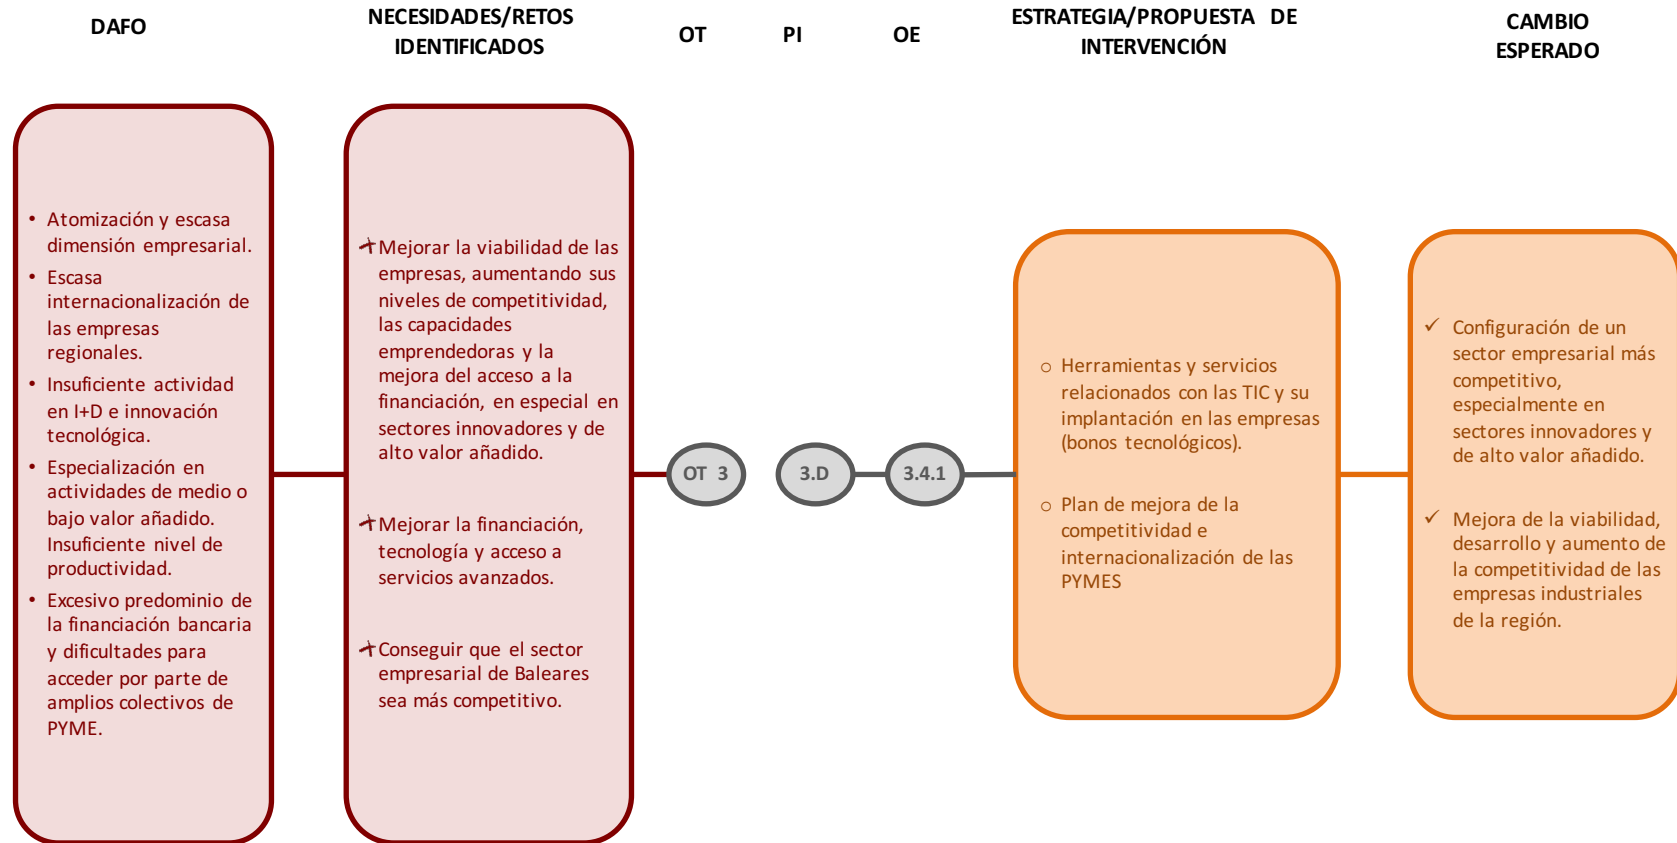 DAFO
NECESIDADES/RETOS
IDENTIFICADOS
OT
PI
OE
ESTRATEGIA/PROPUESTA DE
INTERVENCIÓN
CAMBIO
ESPERADO
• Atomización y escasa
dimensión empresarial.
• Escasa
internacionalización de
las empresas
regionales.
• Insuficiente actividad
en I+D e innovación
tecnológica.
• Especialización en
actividades de medio o
bajo valor añadido.
Insuficiente nivel de
productividad.
• Excesivo predominio de
la financiación bancaria
y dificultades para
acceder por parte de
amplios colectivos de
PYME.
Mejorar la viabilidad de las
empresas, aumentando sus
niveles de competitividad,
las capacidades
emprendedoras y la
mejora del acceso a la
financiación, en especial en
sectores innovadores y de
alto valor añadido.
Mejorar la financiación,
tecnología y acceso a
servicios avanzados.
Conseguir que el sector
empresarial de Baleares
sea más competitivo.
OT 3
3.D
3.4.1
o Herramientas y servicios
relacionados con las TIC y su
implantación en las empresas
(bonos tecnológicos).
o Plan de mejora de la
competitividad e
internacionalización de las
PYMES
✓ Configuración de un
sector empresarial más
competitivo,
especialmente en
sectores innovadores y
de alto valor añadido.
✓ Mejora de la viabilidad,
desarrollo y aumento de
la competitividad de las
empresas industriales
de la región.